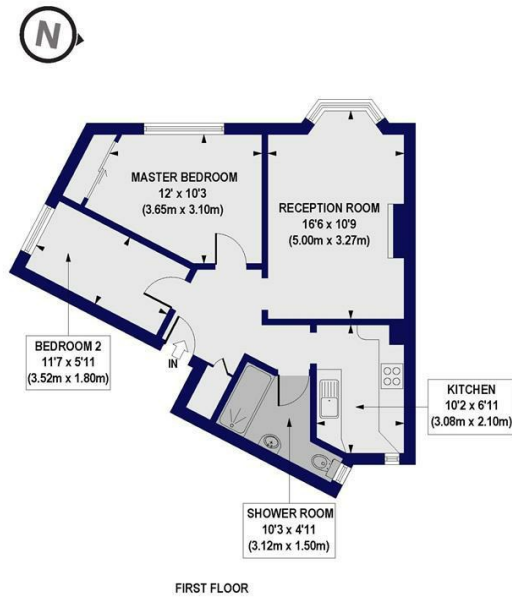 N
MASTER BEDROOM
12' x 10'3
(3.65m x 3.10m)
RECEPTION ROOM
16'6 x 10'9
(5.00m x 3.27m)
BEDROOM 2
11'7 x 5'11
(3.52m x 1.80m)
IN
KITCHEN
10'2 x 6'11
(3.08m x 2.10m)
SHOWER ROOM
10'3 x 4'11
(3.12m x 1.50m)
FIRST FLOOR